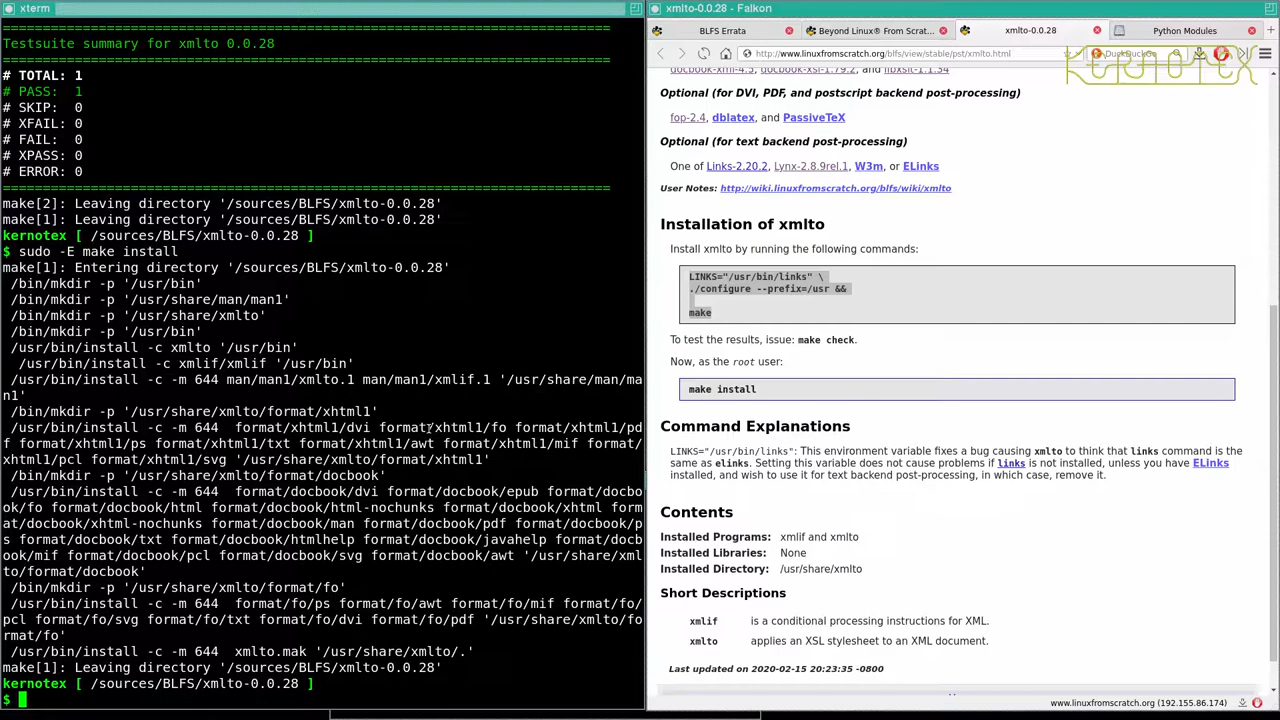 xterm
============================================================================
Testsuite summary for xmlto 0.0.28
============================================================================
# TOTAL: 1
# PASS:  1
# SKIP:  0
# XFAIL: 0
# FAIL:  0
# XPASS: 0
# ERROR: 0
============================================================================
make[2]: Leaving directory '/sources/BLFS/xmlto-0.0.28'
make[1]: Leaving directory '/sources/BLFS/xmlto-0.0.28'
kernotex [ /sources/BLFS/xmlto-0.0.28 ]
$ sudo -E make install
make[1]: Entering directory '/sources/BLFS/xmlto-0.0.28'
 /bin/mkdir -p '/usr/bin'
 /bin/mkdir -p '/usr/share/man/man1'
 /bin/mkdir -p '/usr/share/xmlto'
 /bin/mkdir -p '/usr/bin'
 /usr/bin/install -c xmlto '/usr/bin'
  /usr/bin/install -c xmlif/xmlif '/usr/bin'
 /usr/bin/install -c -m 644 man/man1/xmlto.1 man/man1/xmlif.1 '/usr/share/man/ma
n1'
 /bin/mkdir -p '/usr/share/xmlto/format/xhtml1'
 /usr/bin/install -c -m 644  format/xhtml1/dvi format/xhtml1/fo format/xhtml1/pd
f format/xhtml1/ps format/xhtml1/txt format/xhtml1/awt format/xhtml1/mif format/
xhtml1/pcl format/xhtml1/svg '/usr/share/xmlto/format/xhtml1'
 /bin/mkdir -p '/usr/share/xmlto/format/docbook'
 /usr/bin/install -c -m 644  format/docbook/dvi format/docbook/epub format/docbo
ok/fo format/docbook/html format/docbook/html-nochunks format/docbook/xhtml form
at/docbook/xhtml-nochunks format/docbook/man format/docbook/pdf format/docbook/p
s format/docbook/txt format/docbook/htmlhelp format/docbook/javahelp format/docb
ook/mif format/docbook/pcl format/docbook/svg format/docbook/awt '/usr/share/xml
to/format/docbook'
 /bin/mkdir -p '/usr/share/xmlto/format/fo'
 /usr/bin/install -c -m 644  format/fo/ps format/fo/awt format/fo/mif format/fo/
pcl format/fo/svg format/fo/txt format/fo/dvi format/fo/pdf '/usr/share/xmlto/fo
rmat/fo'
 /usr/bin/install -c -m 644  xmlto.mak '/usr/share/xmlto/.'
make[1]: Leaving directory '/sources/BLFS/xmlto-0.0.28'
kernotex [ /sources/BLFS/xmlto-0.0.28 ]
$
xmlto-0.0.28 - Falkon
BLFS Errata
Beyond Linux® From Scrat...
xmlto-0.0.28
Python Modules
http://www.linuxfromscratch.org/blfs/view/stable/pst/xmlto.html
DuckDuckGo
KERNOTEX
docbook-xml-4.5, docbook-xsl-1.79.2, and libxslt-1.1.34
Optional (for DVI, PDF, and postscript backend post-processing)
fop-2.4, dblatex, and PassiveTeX
Optional (for text backend post-processing)
One of Links-2.20.2, Lynx-2.8.9rel.1, W3m, or ELinks
User Notes: http://wiki.linuxfromscratch.org/blfs/wiki/xmlto
Installation of xmlto
Install xmlto by running the following commands:
LINKS="/usr/bin/links" \
./configure --prefix=/usr &&
make
To test the results, issue: make check.
Now, as the root user:
make install
Command Explanations
LINKS="/usr/bin/links": This environment variable fixes a bug causing xmlto to think that links command is the
same as elinks. Setting this variable does not cause problems if links is not installed, unless you have ELinks
installed, and wish to use it for text backend post-processing, in which case, remove it.
Contents
Installed Programs: xmlif and xmlto
Installed Libraries: None
Installed Directory: /usr/share/xmlto
Short Descriptions
xmlif is a conditional processing instructions for XML.
xmlto applies an XSL stylesheet to an XML document.
Last updated on 2020-02-15 20:23:35 -0800
www.linuxfromscratch.org (192.155.86.174)